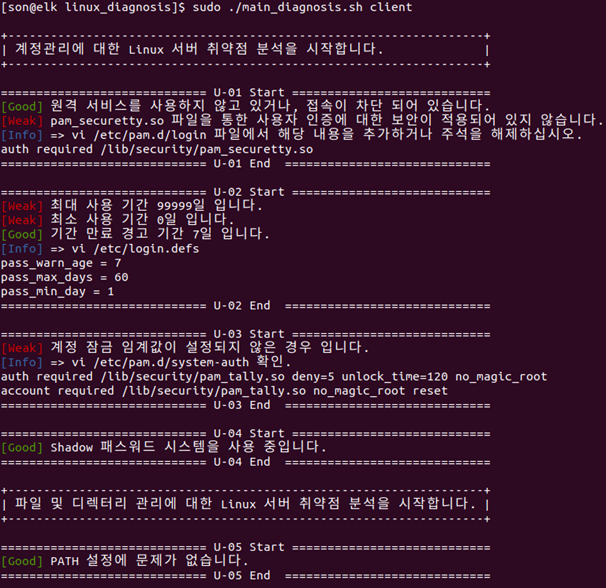 [son@elk linux_diagnosis]$ sudo ./main_diagnosis.sh client
+------------------------------------------------------------------+
| 계정관리에 대한 Linux 서버 취약점 분석을 시작합니다. |
+------------------------------------------------------------------+
============================ U-01 Start ============================
[Good] 원격 서비스를 사용하지 않고 있거나, 접속이 차단 되어 있습니다.
[Weak] pam_securetty.so 파일을 통한 사용자 인증에 대한 보안이 적용되어 있지 않습니다.
[Info] => vi /etc/pam.d/login 파일에서 해당 내용을 추가하거나 주석을 해제하십시오.
auth required /lib/security/pam_securetty.so
============================ U-01 End ============================
============================ U-02 Start ============================
[Weak] 최대 사용 기간 99999일 입니다.
[Weak] 최소 사용 기간 0일 입니다.
[Good] 기간 만료 경고 기간 7일 입니다.
[Info] => vi /etc/login.defs
pass_warn_age = 7
pass_max_days = 60
pass_min_day = 1
============================ U-02 End ============================
============================ U-03 Start ============================
[Weak] 계정 잠금 임계값이 설정되지 않은 경우 입니다.
[Info] => vi /etc/pam.d/system-auth 확인.
auth required /lib/security/pam_tally.so deny=5 unlock_time=120 no_magic_root
account required /lib/security/pam_tally.so no_magic_root reset
============================ U-03 End ============================
============================ U-04 Start ============================
[Good] Shadow 패스워드 시스템을 사용 중입니다.
============================ U-04 End ============================
+------------------------------------------------------------------+
| 파일 및 디렉터리 관리에 대한 Linux 서버 취약점 분석을 시작합니다. |
+------------------------------------------------------------------+
============================ U-05 Start ============================
[Good] PATH 설정에 문제가 없습니다.
============================ U-05 End ============================